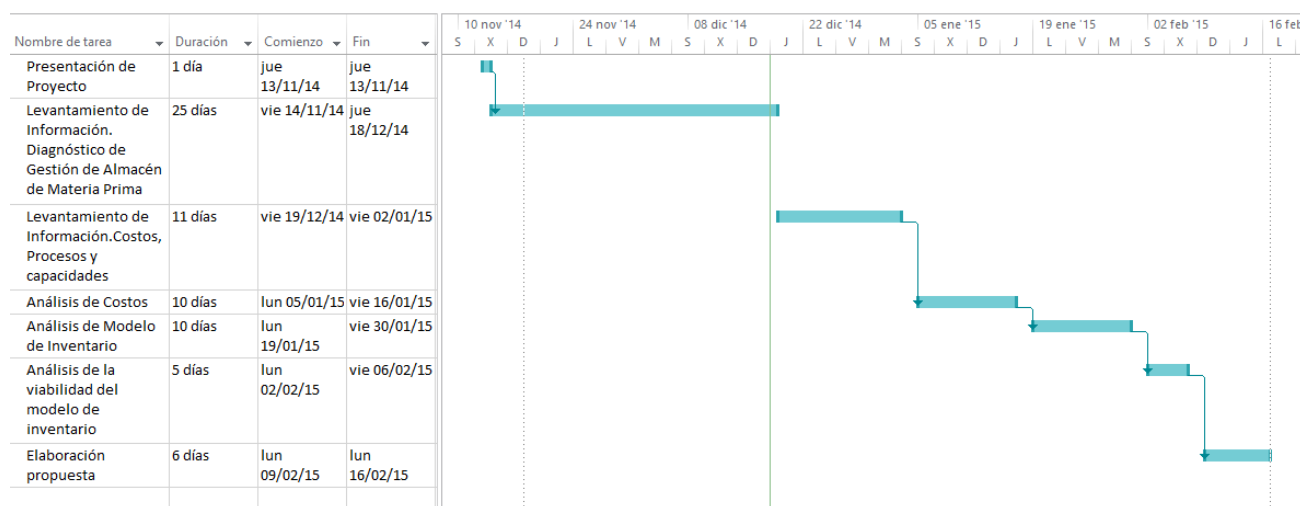 10 nov '14 24 nov '14 08 dic '14 22 dic '14 05 ene '15 19 ene '15 02 feb '15 16 feb
Nombre de tarea Duración Comienzo Fin S X D J L V M S X D J L V M S X D J L V M S X D J L
Presentación de 1 día jue jue
Proyecto 13/11/14 13/11/14
Levantamiento de 25 días vie 14/11/14 jue
Información. 18/12/14
Diagnóstico de
Gestión de Almacén
de Materia Prima
Levantamiento de 11 días vie 19/12/14 vie 02/01/15
Información.Costos,
Procesos y
capacidades
Análisis de Costos 10 días lun 05/01/15 vie 16/01/15
Análisis de Modelo 10 días lun vie 30/01/15
de Inventario 19/01/15
Análisis de la 5 días lun vie 06/02/15
viabilidad del 02/02/15
modelo de
inventario
Elaboración 6 días lun lun
propuesta 09/02/15 16/02/15